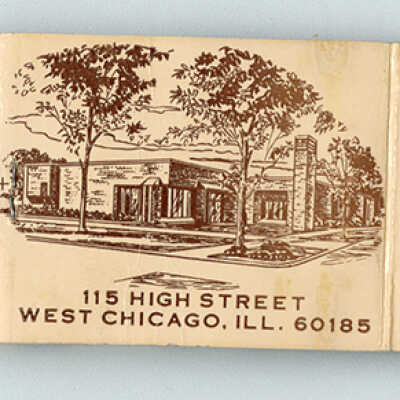 115 HIGH STREET
WEST CHICAGO, ILL. 60185